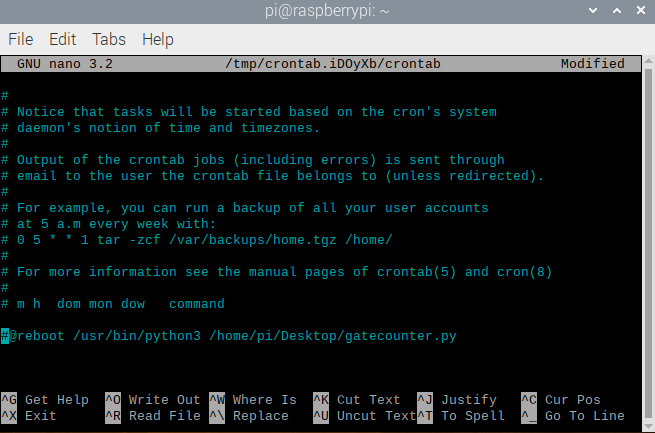 pi@raspberrypi: ~
File Edit Tabs Help
GNU nano 3.2 /tmp/crontab.iDOyXb/crontab Modified
#
# Notice that tasks will be started based on the cron's system
# daemon's notion of time and timezones.
#
# Output of the crontab jobs (including errors) is sent through
# email to the user the crontab file belongs to (unless redirected).
#
# For example, you can run a backup of all your user accounts
# at 5 a.m every week with:
# 0 5 * * 1 tar -zcf /var/backups/home.tgz /home/
#
# For more information see the manual pages of crontab(5) and cron(8)
#
# m h  dom mon dow   command
#@reboot /usr/bin/python3 /home/pi/Desktop/gatecounter.py
^G Get Help ^O Write Out ^W Where Is ^K Cut Text ^J Justify ^C Cur Pos
^X Exit ^R Read File ^\ Replace ^U Uncut Text ^T To Spell ^_ Go To Line